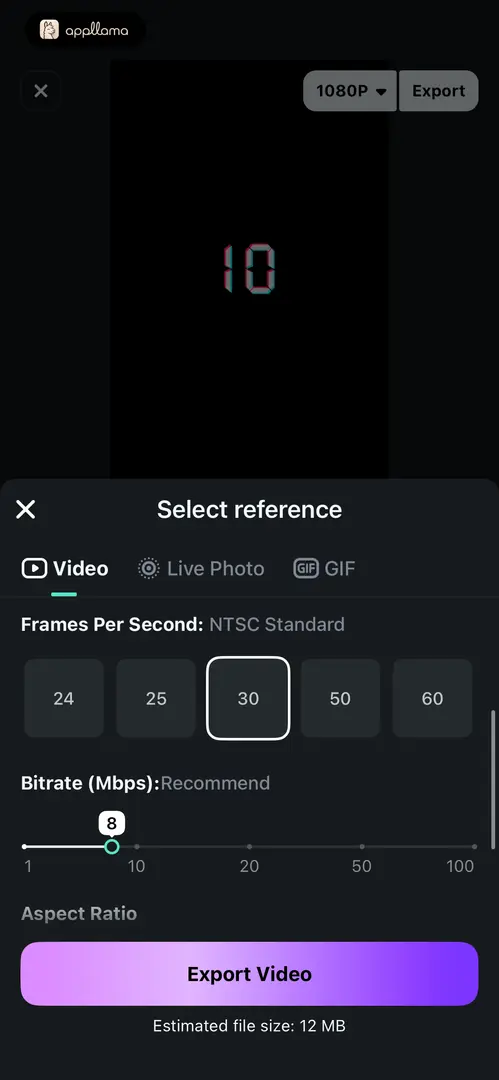 appllama
1080P Export
10
Select reference
Video Live Photo GIF GIF
Frames Per Second: NTSC Standard
24 25 30 50 60
Bitrate (Mbps):Recommend
8
1 10 20 50 100
Aspect Ratio
Export Video
Estimated file size: 12 MB